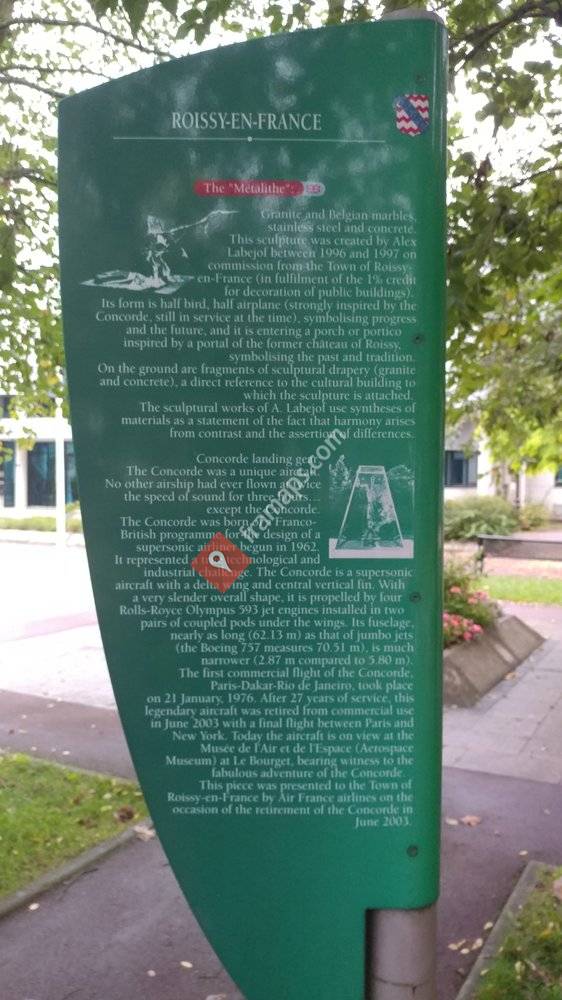 ROISSY-EN-FRANCE
The "Métalithe":
Granite and Belgian marbles,
stainless steel and concrete.
This sculpture was created by Alex
Labejof between 1996 and 1997 on
commission from the Town of Roissy-
en-France (in fulfilment of the 1% credit
for decoration of public buildings).
Its form is half bird, half airplane (strongly inspired by the
Concorde, still in service at the time), symbolising progress
and the future, and it is entering a porch or portico
inspired by a portal of the former château of Roissy,
symbolising the past and tradition.
On the ground are fragments of sculptural drapery (granite
and concrete), a direct reference to the cultural building to
which the sculpture is attached.
The sculptural works of A. Labejof use syntheses of
materials as a statement of the fact that harmony arises
from contrast and the assertion of differences.
Concorde landing gear
The Concorde was a unique
No other airship had ever flown at twice
the speed of sound for three hours...
except the Concorde.
The Concorde was born of a Franco-
British programme for the design of a
supersonic airliner begun in 1962.
It represented a technological and
industrial challenge. The Concorde is a supersonic
aircraft with a delta wing and central vertical fin. With
a very slender overall shape, it is propelled by four
Rolls-Royce Olympus 593 jet engines installed in two
pairs of coupled pods under the wings. Its fuselage,
nearly as long (62.13 m) as that of jumbo jets
(the Boeing 757 measures 70.51 m), is much
narrower (2.87 m compared to 5.80 m).
The first commercial flight of the Concorde,
Paris-Dakar-Rio de Janeiro, took place
on 21 January, 1976. After 27 years of service, this
legendary aircraft was retired from commercial use
in June 2003 with a final flight between Paris and
New York. Today the aircraft is on view at the
Musée de l'Air et de l'Espace (Aerospace
Museum) at Le Bourget, bearing witness to the
fabulous adventure of the Concorde.
This piece was presented to the Town of
Roissy-en-France by Air France airlines on the
occasion of the retirement of the Concorde in
June 2003.
framaps.com